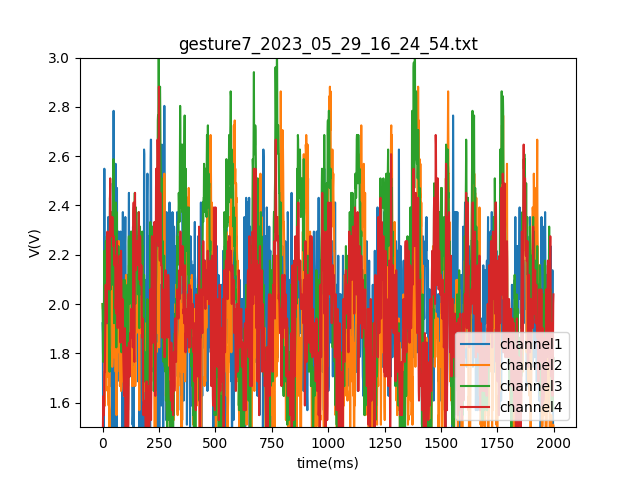 gesture7_2023_05_29_16_24_54.txt
3.0
2.8
2.6
2.4
2.2
2.0
1.8
1.6
V(V)
channel1
channel2
channel3
channel4
0 250 500 750 1000 1250 1500 1750 2000
time(ms)